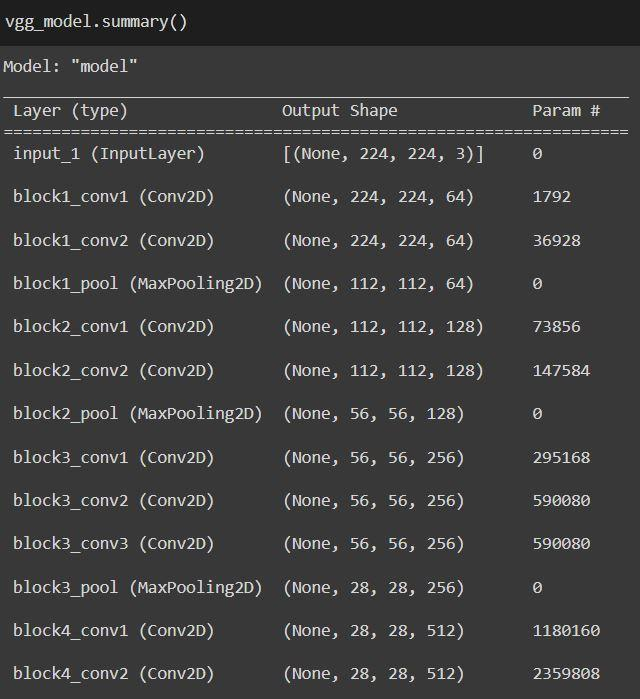 vgg_model.summary()
Model: "model"
Layer (type) Output Shape Param #
input_1 (InputLayer) [(None, 224, 224, 3)] 0
block1_conv1 (Conv2D) (None, 224, 224, 64) 1792
block1_conv2 (Conv2D) (None, 224, 224, 64) 36928
block1_pool (MaxPooling2D) (None, 112, 112, 64) 0
block2_conv1 (Conv2D) (None, 112, 112, 128) 73856
block2_conv2 (Conv2D) (None, 112, 112, 128) 147584
block2_pool (MaxPooling2D) (None, 56, 56, 128) 0
block3_conv1 (Conv2D) (None, 56, 56, 256) 295168
block3_conv2 (Conv2D) (None, 56, 56, 256) 590080
block3_conv3 (Conv2D) (None, 56, 56, 256) 590080
block3_pool (MaxPooling2D) (None, 28, 28, 256) 0
block4_conv1 (Conv2D) (None, 28, 28, 512) 1180160
block4_conv2 (Conv2D) (None, 28, 28, 512) 2359808